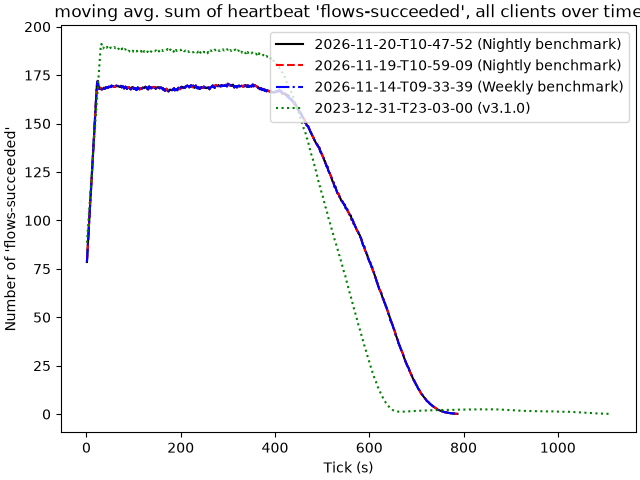 moving avg. sum of heartbeat 'flows-succeeded', all clients over time
200
175
150
125
100
75
50
25
0
Number of 'flows-succeeded'
2026-11-20-T10-47-52 (Nightly benchmark)
2026-11-19-T10-59-09 (Nightly benchmark)
2026-11-14-T09-33-39 (Weekly benchmark)
2023-12-31-T23-03-00 (v3.1.0)
0 200 400 600 800 1000
Tick (s)